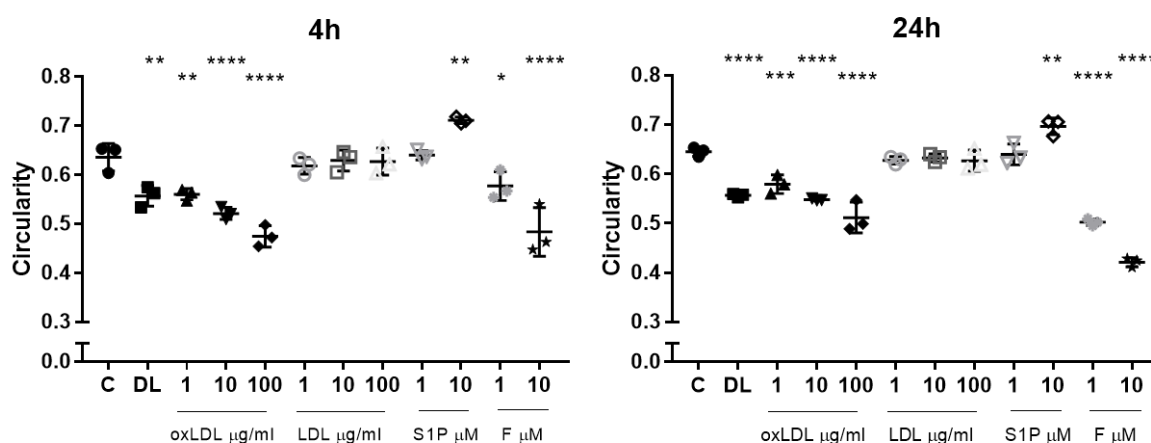 4h
** **** ** * ****
** ****
0.8
0.7
0.6
0.5
0.4
0.3
0.0
Circularity
C DL 1 10 100 1 10 100 1 10 1 10
oxLDL μg/ml LDL μg/ml S1P μM F μM
24h
**** **** ** **** ****
*** ****
0.8
0.7
0.6
0.5
0.4
0.3
0.0
Circularity
C DL 1 10 100 1 10 100 1 10 1 10
oxLDL μg/ml LDL μg/ml S1P μM F μM